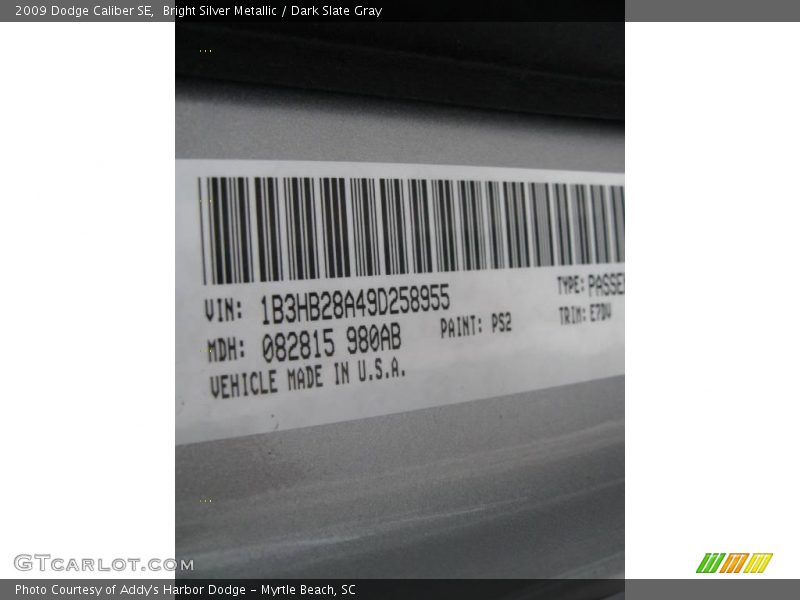 2009 Dodge Caliber SE, Bright Silver Metallic / Dark Slate Gray
VIN: 1B3HB28A49D258955
TYPE: PASSE
MDH: 082815 980AB
PAINT: PS2
TRIM: E7DV
VEHICLE MADE IN U.S.A.
GTCARLOT.COM
Photo Courtesy of Addy's Harbor Dodge - Myrtle Beach, SC